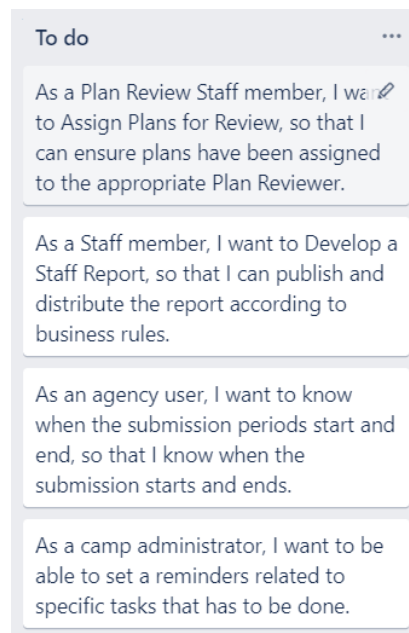 To do
As a Plan Review Staff member, I wa
to Assign Plans for Review, so that I
can ensure plans have been assigned
to the appropriate Plan Reviewer.
As a Staff member, I want to Develop a
Staff Report, so that I can publish and
distribute the report according to
business rules.
As an agency user, I want to know
when the submission periods start and
end, so that I know when the
submission starts and ends.
As a camp administrator, I want to be
able to set a reminders related to
specific tasks that has to be done.